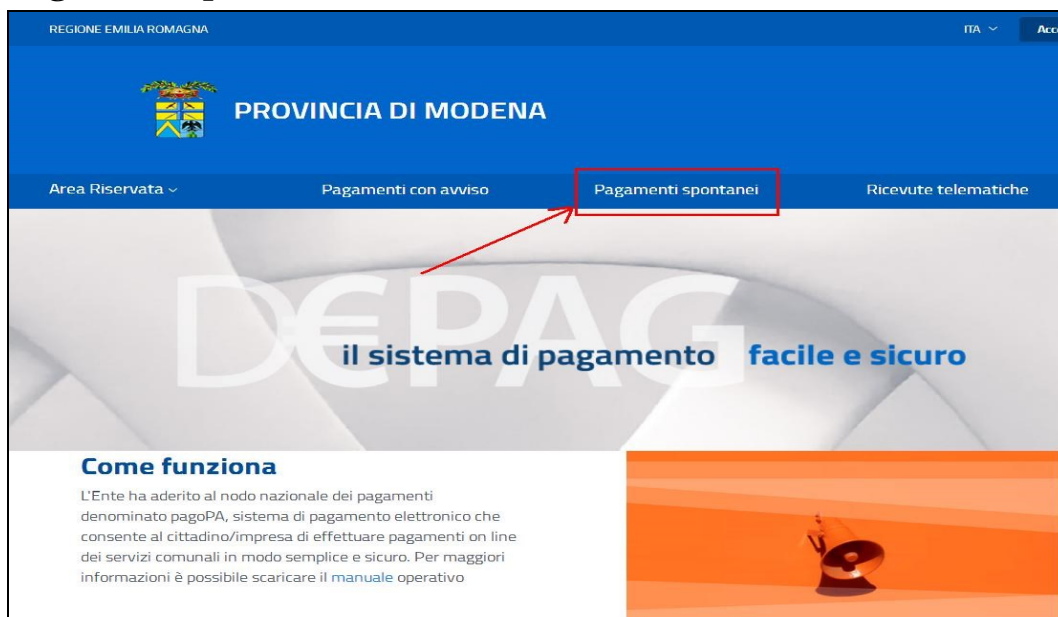 REGIONE EMILIA ROMAGNA
ITA
PROVINCIA DI MODENA
Area Riservata
Pagamenti con avviso
Pagamenti spontanei
Ricevute telematiche
D€PAG
il sistema di pagamento facile e sicuro
Come funziona
L'Ente ha aderito al nodo nazionale dei pagamenti
denominato pagoPA, sistema di pagamento elettronico che
consente al cittadino/impresa di effettuare pagamenti on line
dei servizi comunali in modo semplice e sicuro. Per maggiori
informazioni è possibile scaricare il manuale operativo